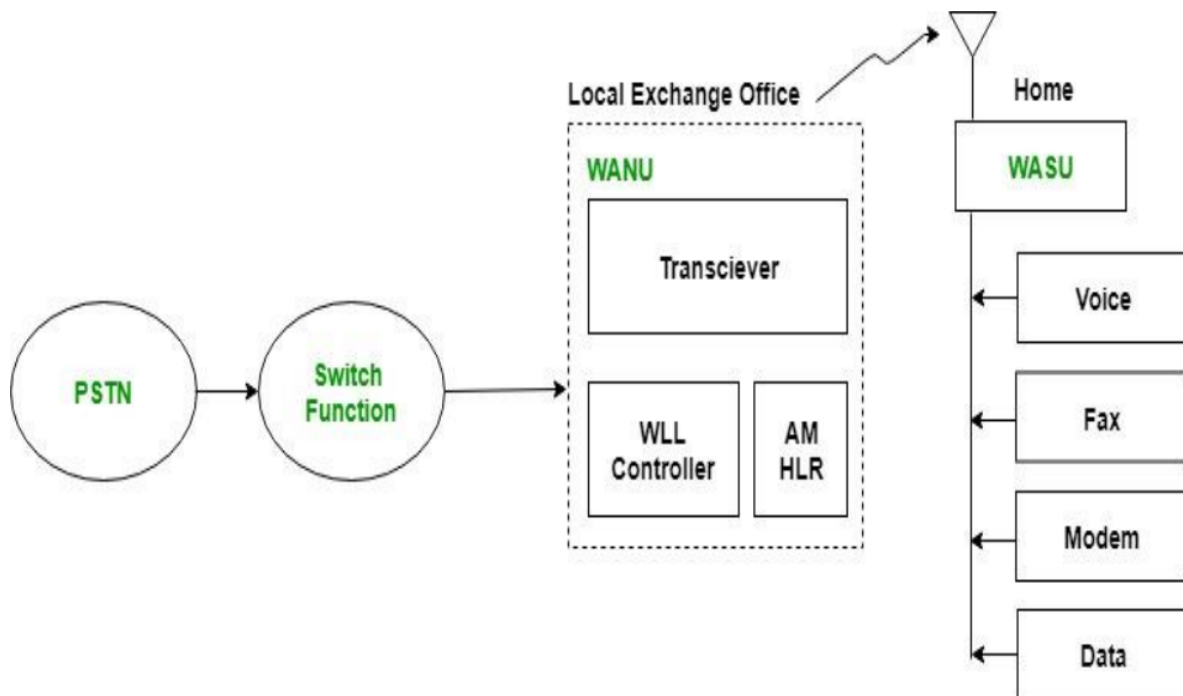 Local Exchange Office
Home
WANU
WASU
Transciever
Voice
PSTN
Switch
Function
WLL
Controller
AM
HLR
Fax
Modem
Data